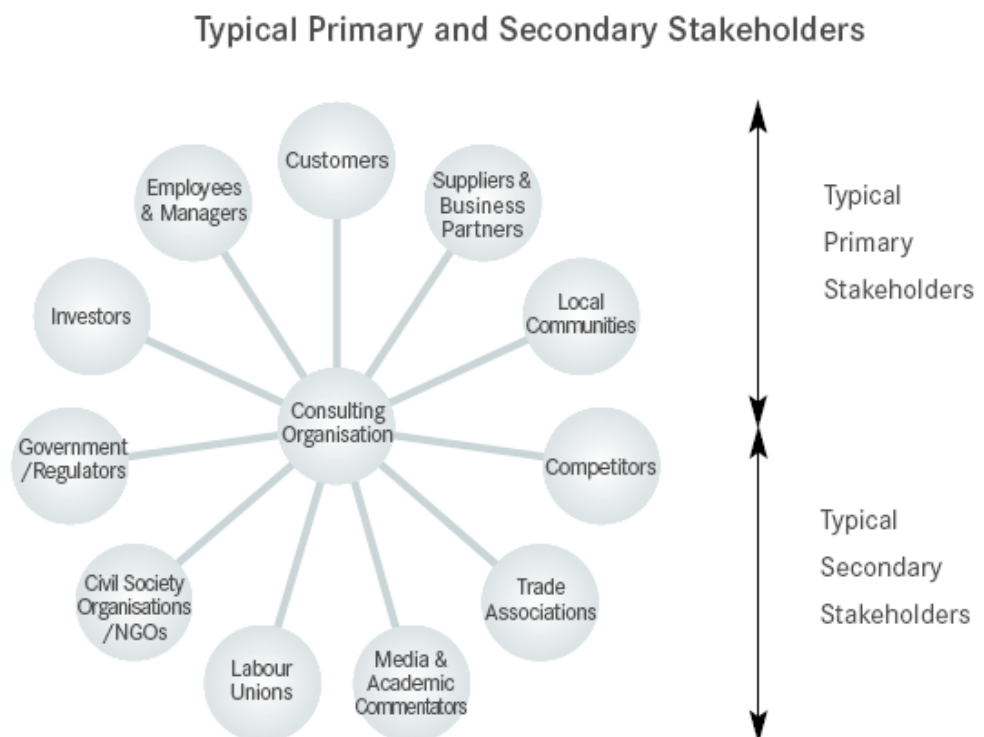 Typical Primary and Secondary Stakeholders
Customers
Employees
& Managers
Suppliers &
Business
Partners
Investors
Local
Communities
Typical
Primary
Stakeholders
Consulting
Organisation
Government
/Regulators
Competitors
Civil Society
Organisations
/NGOs
Trade
Associations
Labour
Unions
Media &
Academic
Commentators
Typical
Secondary
Stakeholders